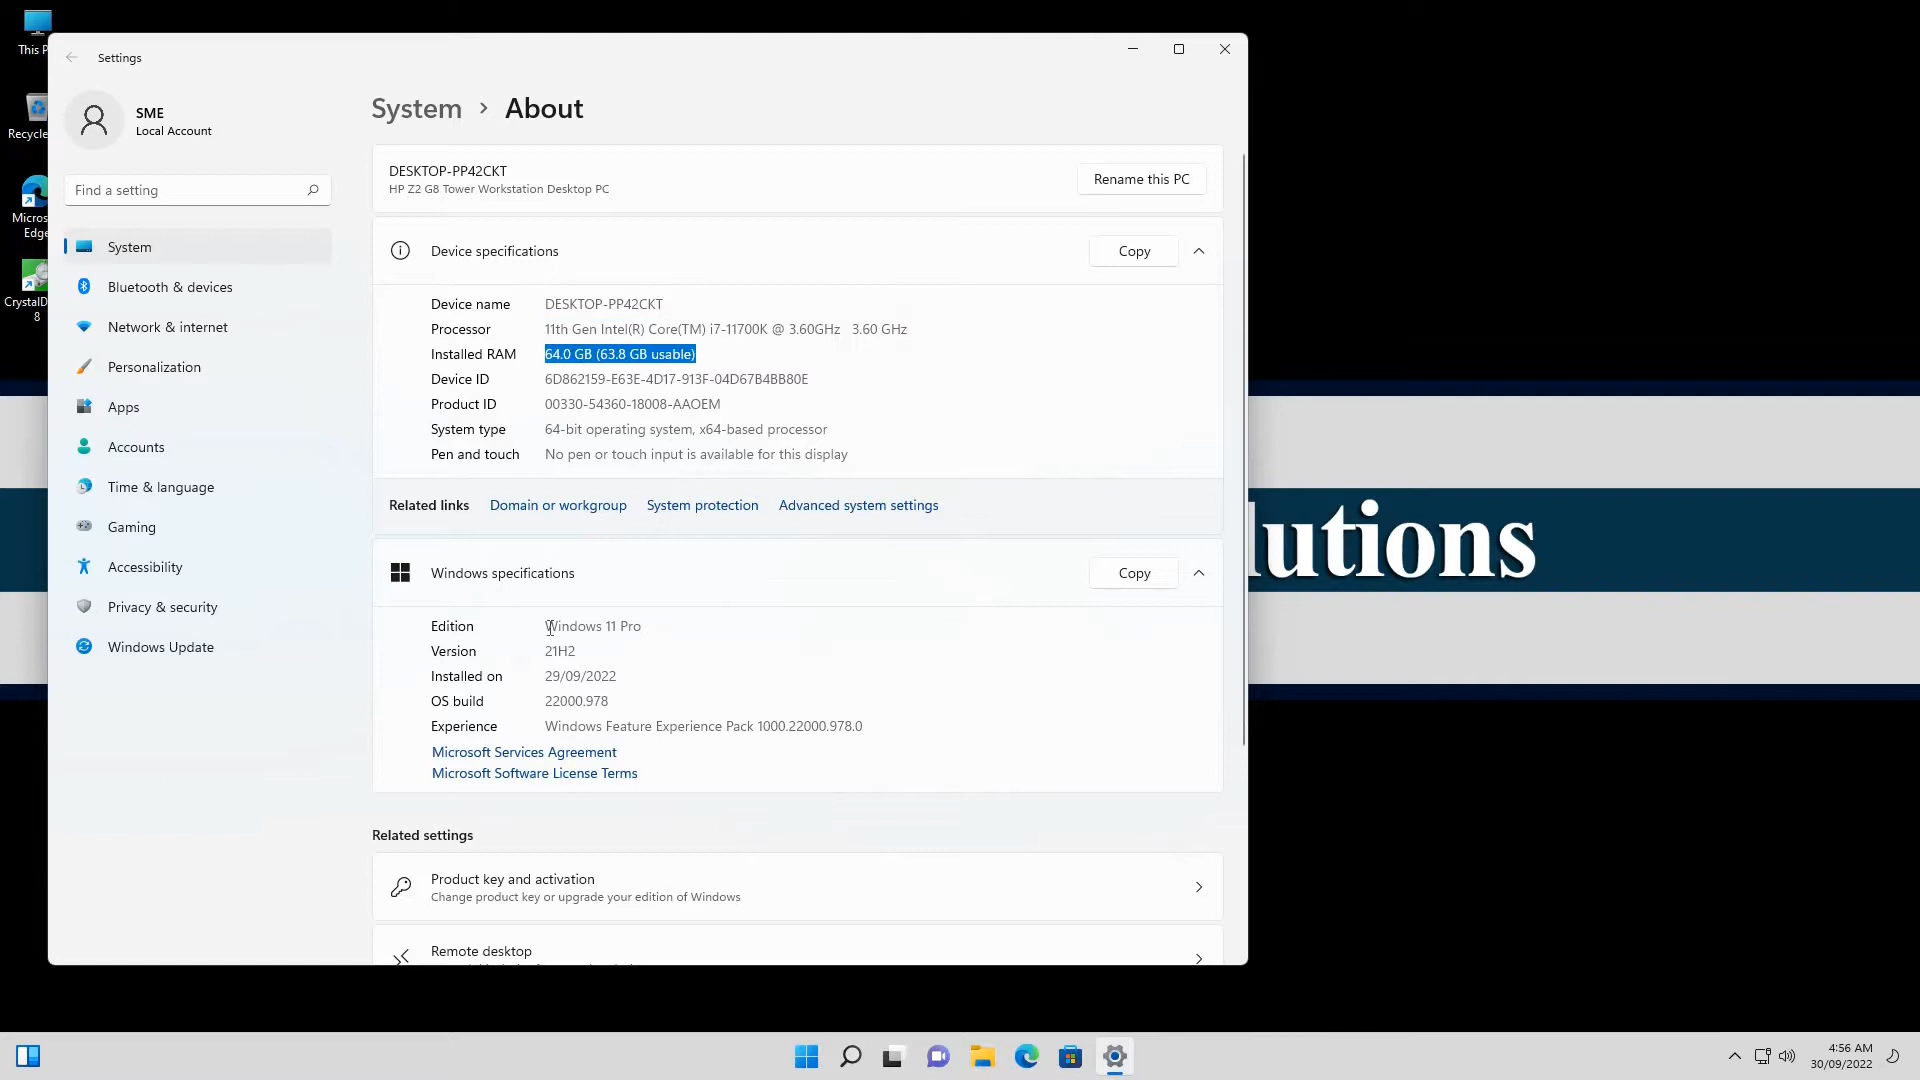 This P
Recycle
Micros
Edge
CrystalD
8
Settings
SME
Local Account
Find a setting
System
Bluetooth & devices
Network & internet
Personalization
Apps
Accounts
Time & language
Gaming
Accessibility
Privacy & security
Windows Update
System > About
DESKTOP-PP42CKT
HP Z2 G8 Tower Workstation Desktop PC
Rename this PC
Device specifications
Copy
Device name DESKTOP-PP42CKT
Processor 11th Gen Intel(R) Core(TM) i7-11700K @ 3.60GHz 3.60 GHz
Installed RAM 64.0 GB (63.8 GB usable)
Device ID 6D862159-E63E-4D17-913F-04D67B4BB80E
Product ID 00330-54360-18008-AAOEM
System type 64-bit operating system, x64-based processor
Pen and touch No pen or touch input is available for this display
Related links Domain or workgroup System protection Advanced system settings
Windows specifications
Copy
Edition Windows 11 Pro
Version 21H2
Installed on 29/09/2022
OS build 22000.978
Experience Windows Feature Experience Pack 1000.22000.978.0
Microsoft Services Agreement
Microsoft Software License Terms
Related settings
Product key and activation
Change product key or upgrade your edition of Windows
Remote desktop
lutions
4:56 AM
30/09/2022